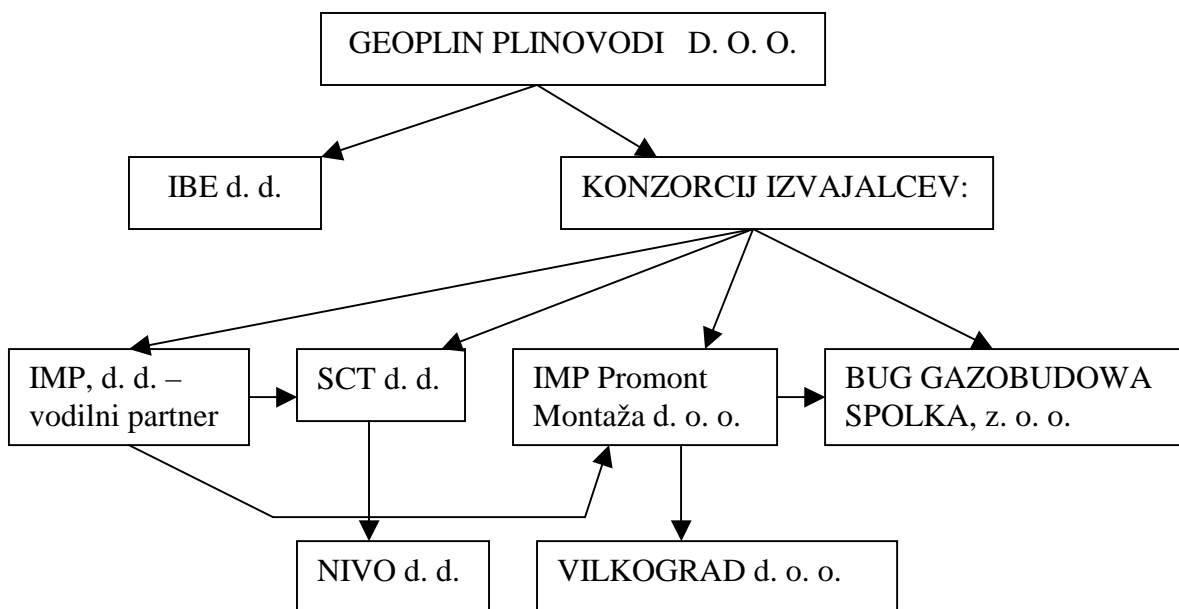 GEOPLIN PLINOVODI D. O. O.
IBE d. d.
KONZORCIJ IZVAJALCEV:
IMP, d. d. –
vodilni partner
SCT d. d.
IMP Promont
Montaža d. o. o.
BUG GAZOBUDOWA
SPOLKA, z. o. o.
NIVO d. d.
VILKOGRAD d. o. o.